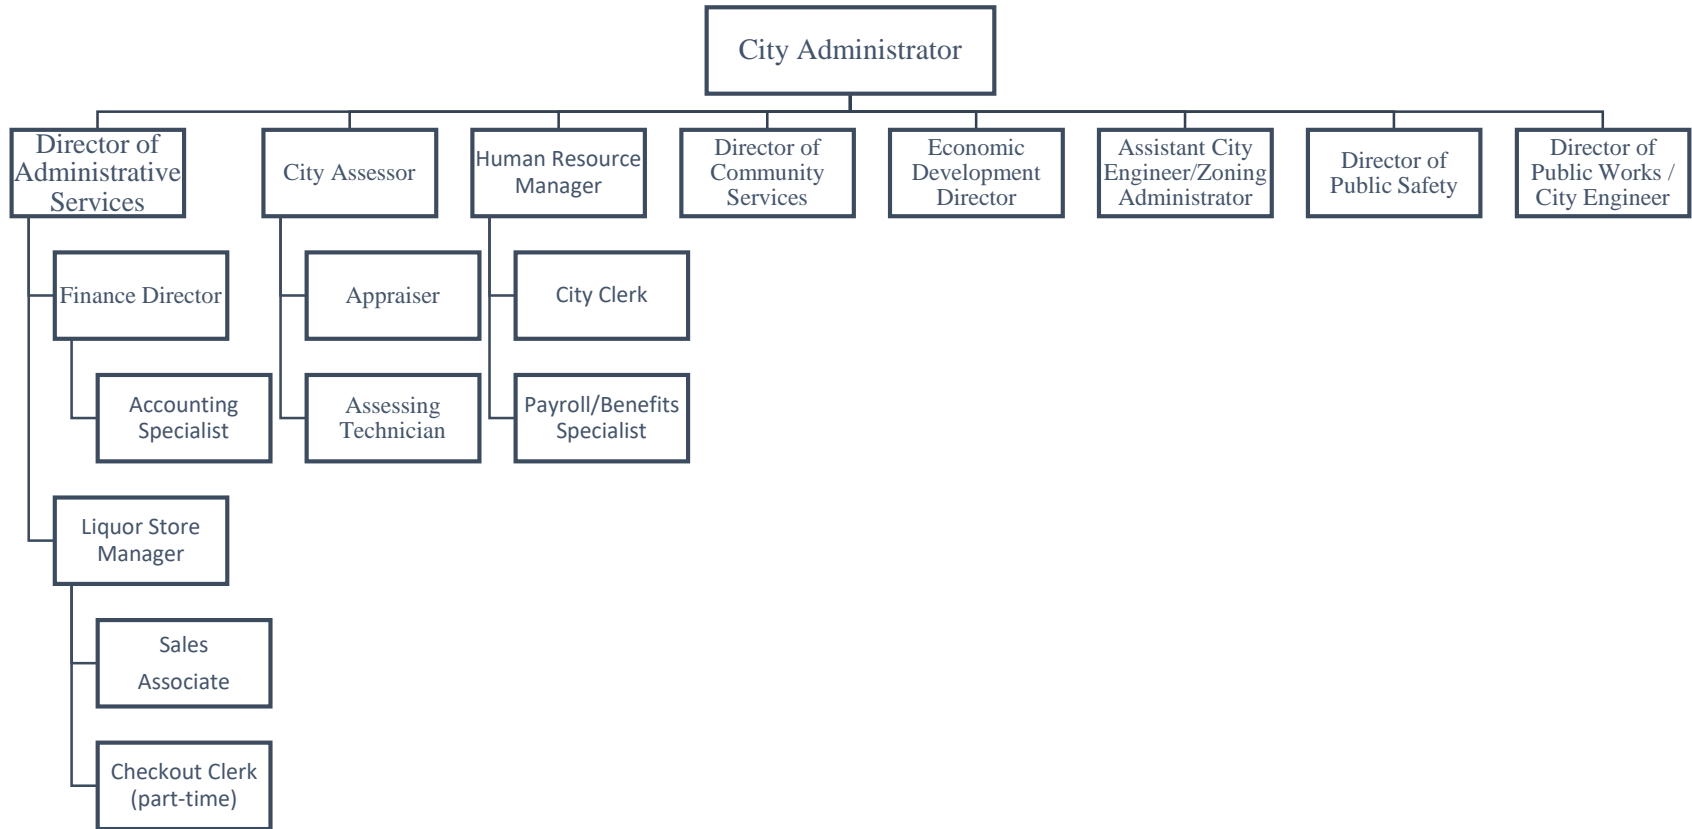 City Administrator
Director of
Administrative
Services
City Assessor
Human Resource
Manager
Director of
Community
Services
Economic
Development
Director
Assistant City
Engineer/Zoning
Administrator
Director of
Public Safety
Director of
Public Works /
City Engineer
Finance Director
Appraiser
City Clerk
Accounting
Specialist
Assessing
Technician
Payroll/Benefits
Specialist
Liquor Store
Manager
Sales
Associate
Checkout Clerk
(part-time)